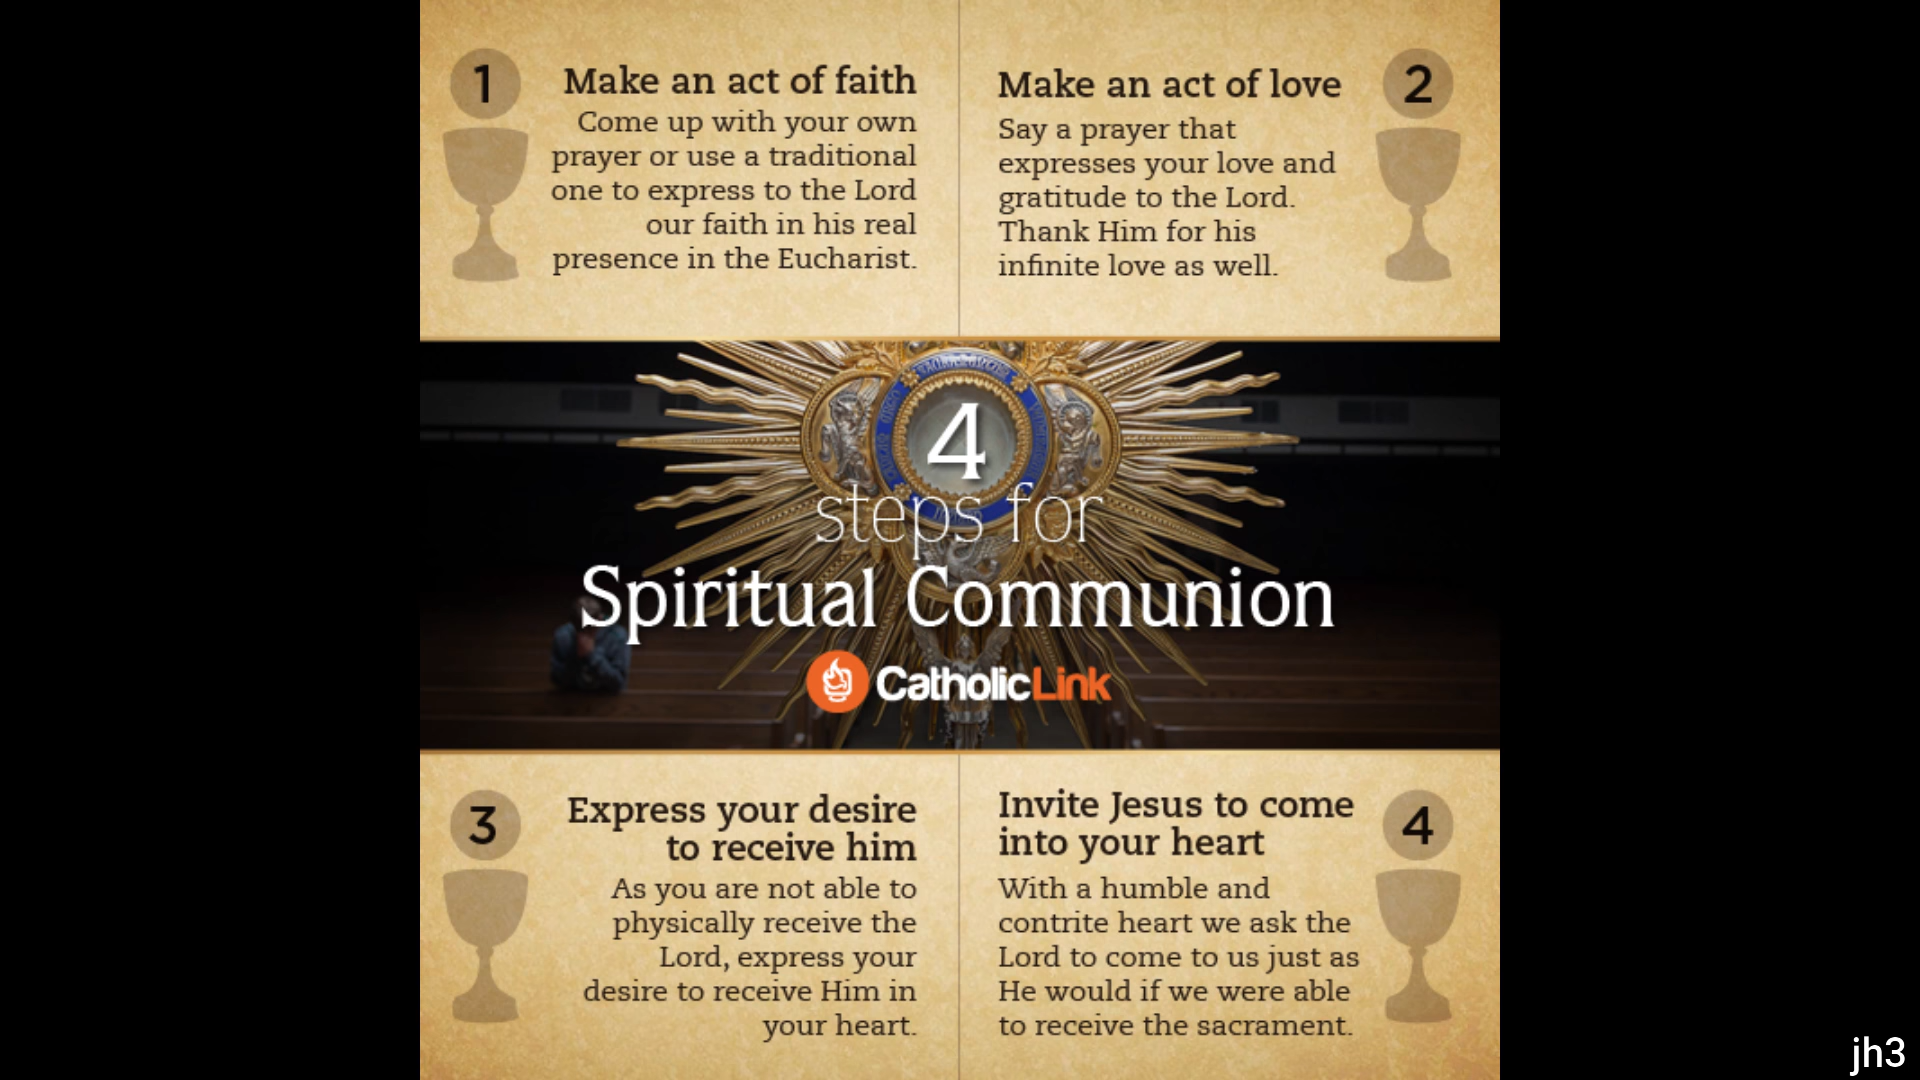 1
Make an act of faith
Come up with your own
prayer or use a traditional
one to express to the Lord
our faith in his real
presence in the Eucharist.
Make an act of love
2
Say a prayer that
expresses your love and
gratitude to the Lord.
Thank Him for his
infinite love as well.
4
steps for
Spiritual Communion
CatholicLink
3
Express your desire
to receive him
As you are not able to
physically receive the
Lord, express your
desire to receive Him in
your heart.
Invite Jesus to come
into your heart
4
With a humble and
contrite heart we ask the
Lord to come to us just as
He would if we were able
to receive the sacrament.
jh3